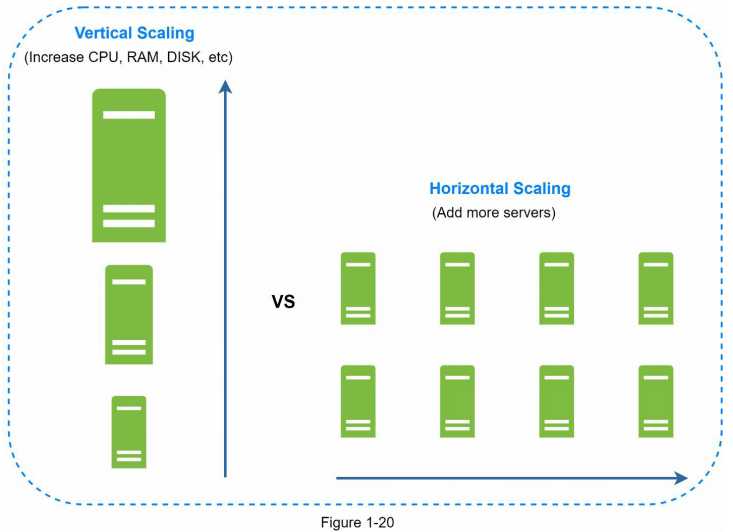 Vertical Scaling
(Increase CPU, RAM, DISK, etc)
Horizontal Scaling
(Add more servers)
VS
Figure 1-20